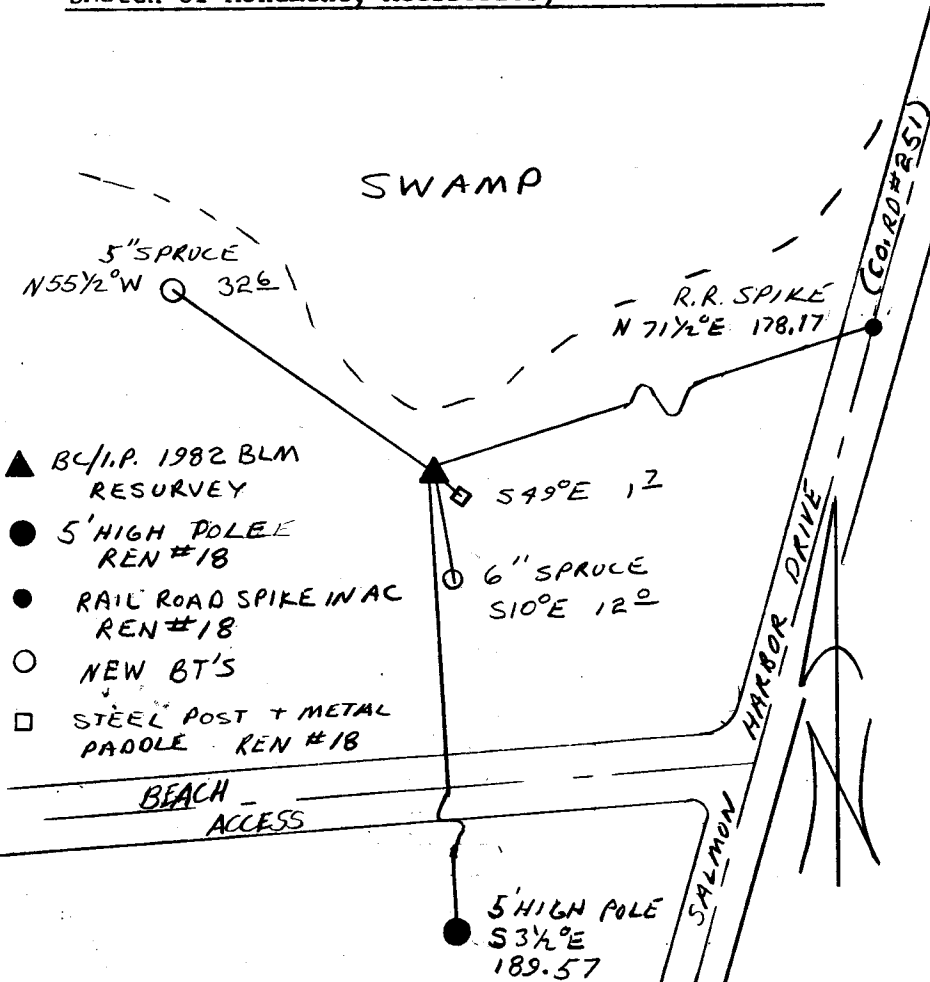 SWAMP
5" SPRUCE
N55½°W 32 6
R.R. SPIKE
N 71½°E 178.17
(CO. RD #251)
▲ BC/I.P. 1982 BLM
RESURVEY
● 5' HIGH POLEE
REN #18
● RAIL ROAD SPIKE IN AC
REN #18
○ NEW BT'S
□ STEEL POST + METAL
PADDLE REN #18
S49°E 1 7
6" SPRUCE
S10°E 12 0
SALMON HARBOR DRIVE
BEACH
ACCESS
5' HIGH POLE
S 3½°E
189.57
N